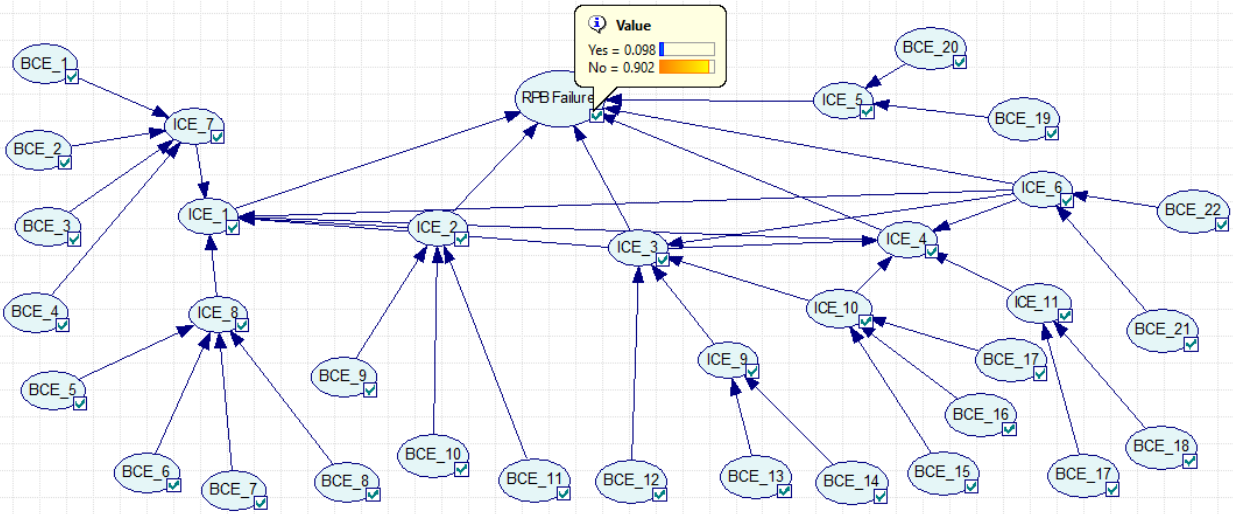 Value
Yes = 0.098
No = 0.902
BCE_20
BCE_1
RPB Failure
ICE_5
ICE_7
BCE_19
BCE_2
ICE_6
BCE_22
BCE_3
ICE_1
ICE_2
ICE_3
ICE_4
BCE_4
ICE_8
ICE_10
ICE_11
BCE_21
BCE_5
BCE_9
ICE_9
BCE_17
BCE_16
BCE_6
BCE_7
BCE_8
BCE_10
BCE_11
BCE_12
BCE_13
BCE_14
BCE_15
BCE_17
BCE_18